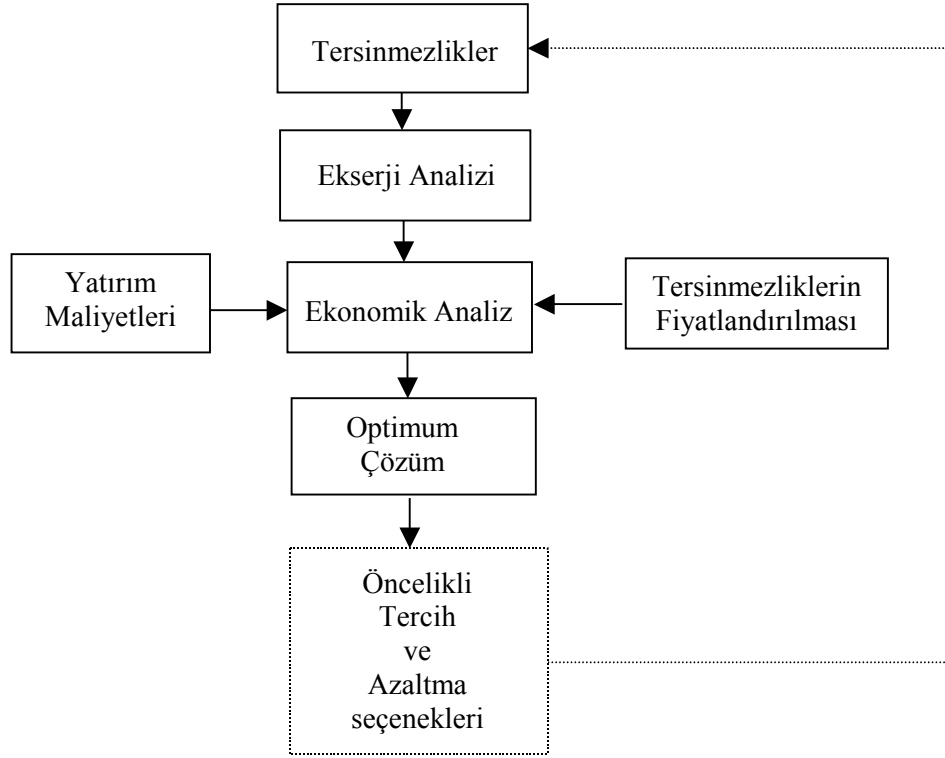 Tersinmezlikler
Ekserji Analizi
Yatırım
Maliyetleri
Ekonomik Analiz
Tersinmezliklerin
Fiyatlandırılması
Optimum
Çözüm
Öncelikli
Tercih
ve
Azaltma
seçenekleri